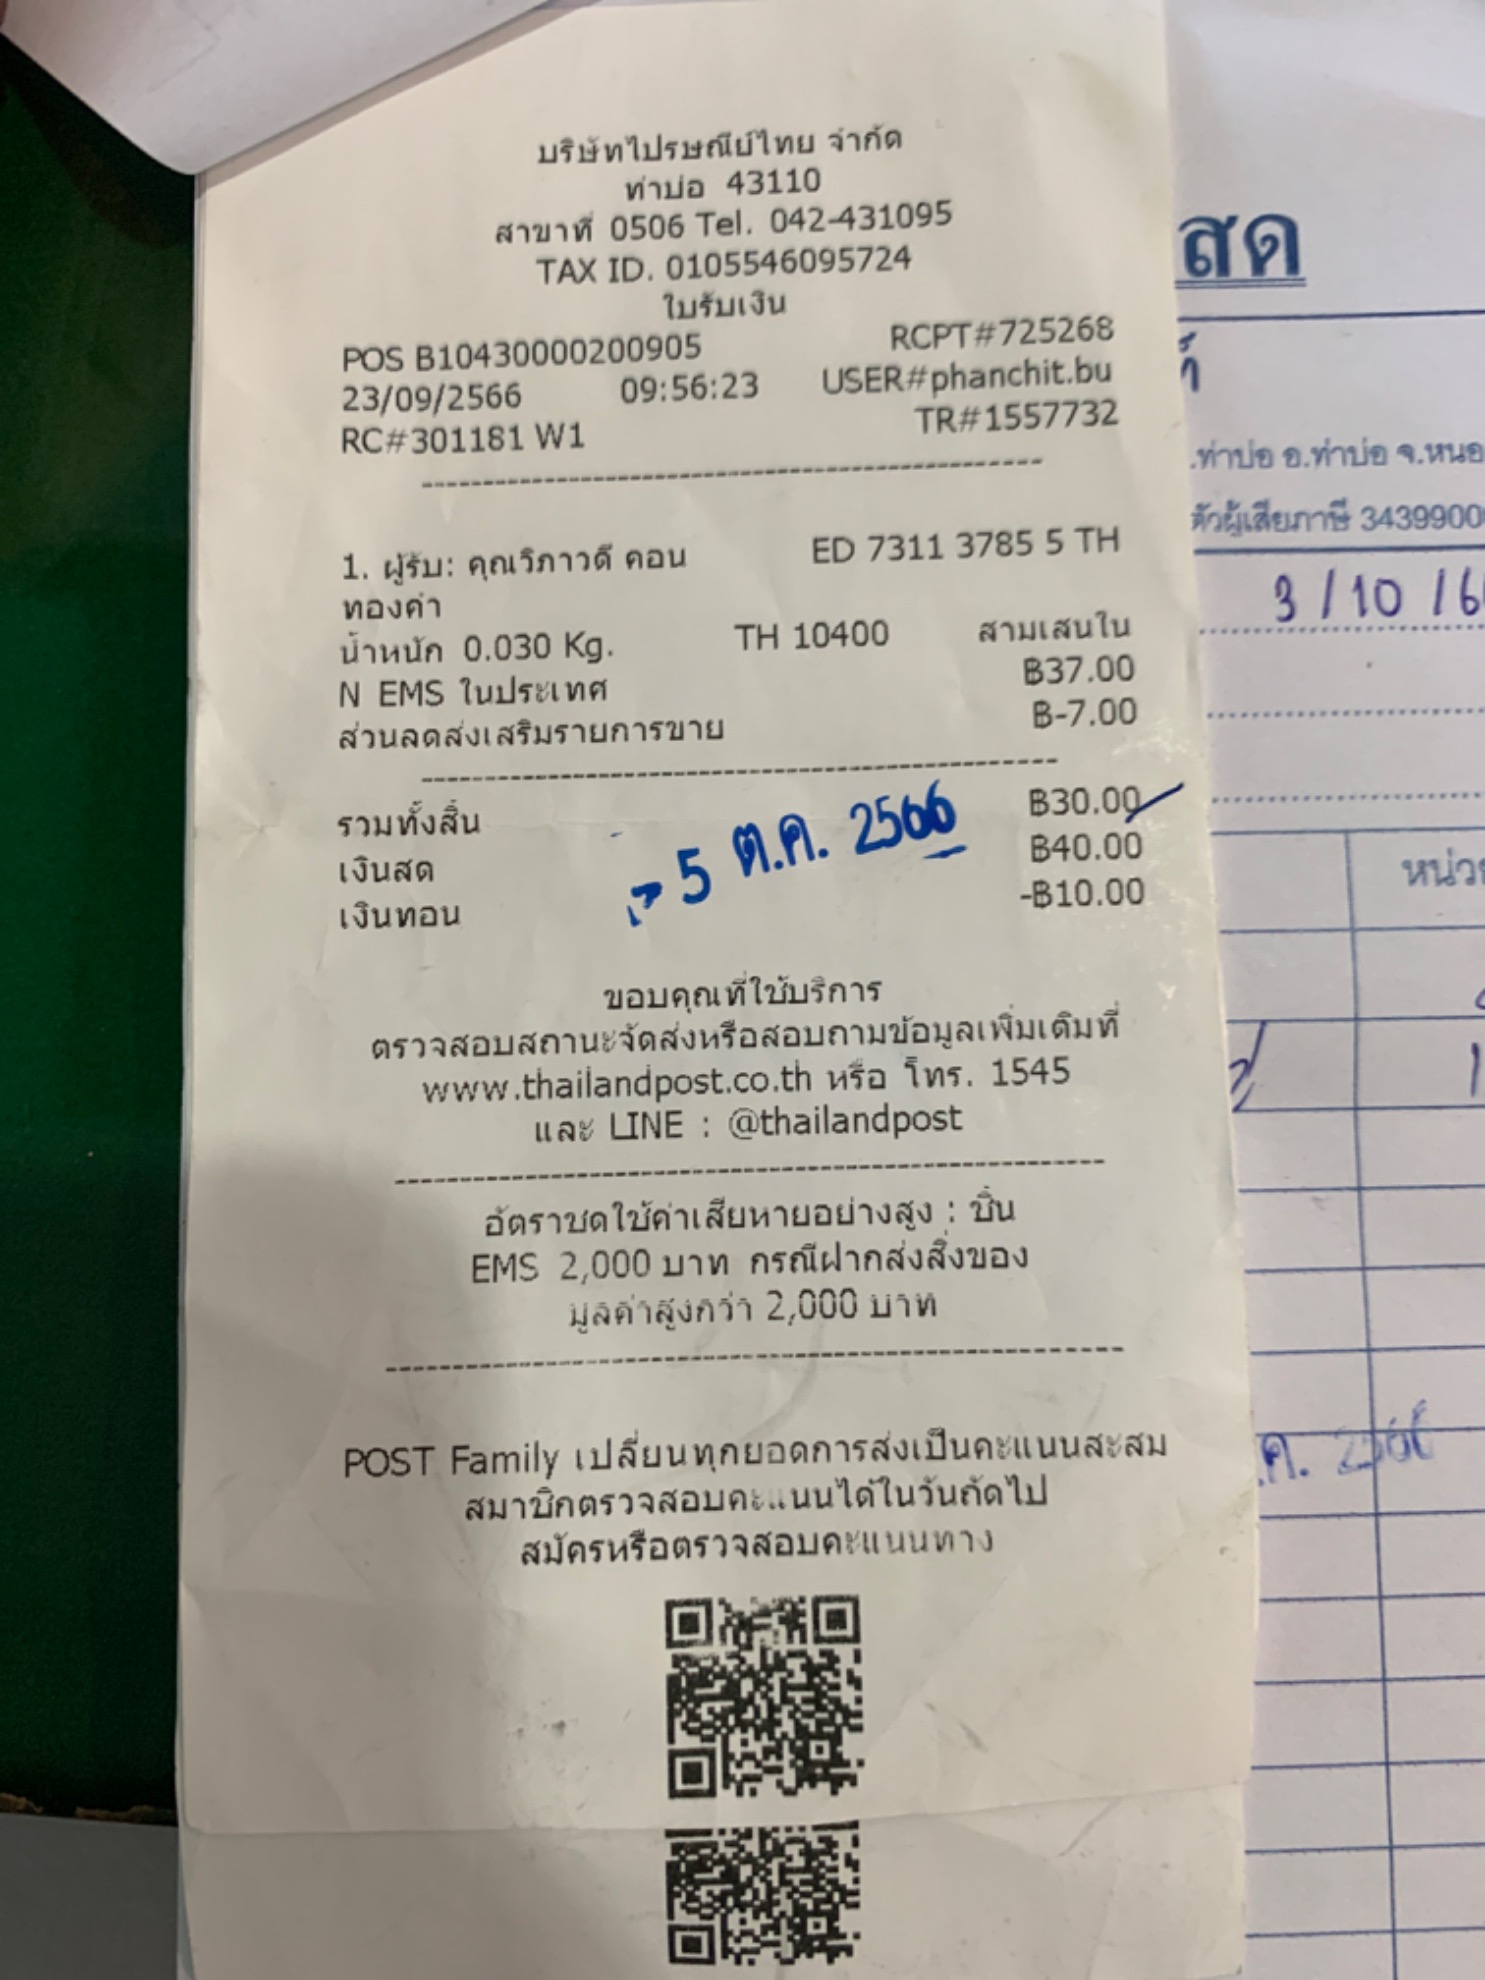 บริษัทไปรษณีย์ไทย จำกัด
ท่าบ่อ 43110
สาขาที่ 0506 Tel. 042-431095
TAX ID. 0105546095724
ใบรับเงิน
POS B10430000200905 RCPT#725268
23/09/2566 09:56:23 USER#phanchit.bu
RC#301181 W1 TR#1557732
1. ผู้รับ: คุณวิภาวดี คอน ED 7311 3785 5 TH
ทองคำ
น้ำหนัก 0.030 Kg. TH 10400 สามเสนใน
N EMS ในประเทศ ฿37.00
ส่วนลดส่งเสริมรายการขาย ฿-7.00
รวมทั้งสิ้น ฿30.00
เงินสด ฿40.00
เงินทอน -฿10.00
- 5 ต.ค. 2566
ขอบคุณที่ใช้บริการ
ตรวจสอบสถานะจัดส่งหรือสอบถามข้อมูลเพิ่มเติมที่
www.thailandpost.co.th หรือ โทร. 1545
และ LINE : @thailandpost
อัตราชดใช้ค่าเสียหายอย่างสูง : ชิ้น
EMS 2,000 บาท กรณีฝากส่งสิ่งของ
มูลค่าสูงกว่า 2,000 บาท
POST Family เปลี่ยนทุกยอดการส่งเป็นคะแนนสะสม
สมาชิกตรวจสอบคะแนนได้ในวันถัดไป
สมัครหรือตรวจสอบคะแนนทาง
สด
.ท่าบ่อ อ.ท่าบ่อ จ.หนอ
ตัวผู้เสียภาษี 3439900
3 / 10 / 6
หน่วย
.ค. 2566